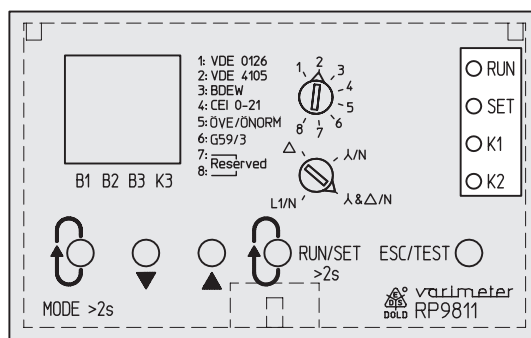 1: VDE 0126
2: VDE 4105
3: BDEW
4: CEI 0-21
5: ÖVE/ÖNORM
6: G59/3
7:
8: Reserved
B1 B2 B3 K3
1 2 3 4 5 6 7 8
△ ⅄/N
L1/N ⅄&△/N
RUN
SET
K1
K2
RUN/SET >2s
ESC/TEST
MODE >2s
▼ ▲
E D S
DOLD
varimeter
RP9811